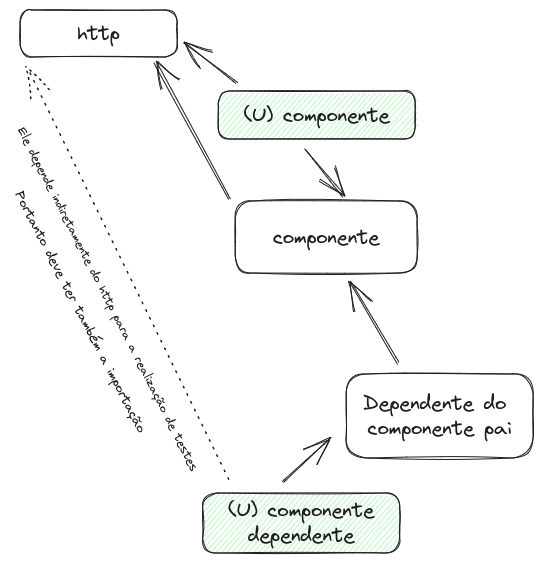 http
(U) componente
componente
Dependente do
componente pai
(U) componente
dependente
Ele depende indiretamente do http para a realização de testes
Portanto deve ter também a importação